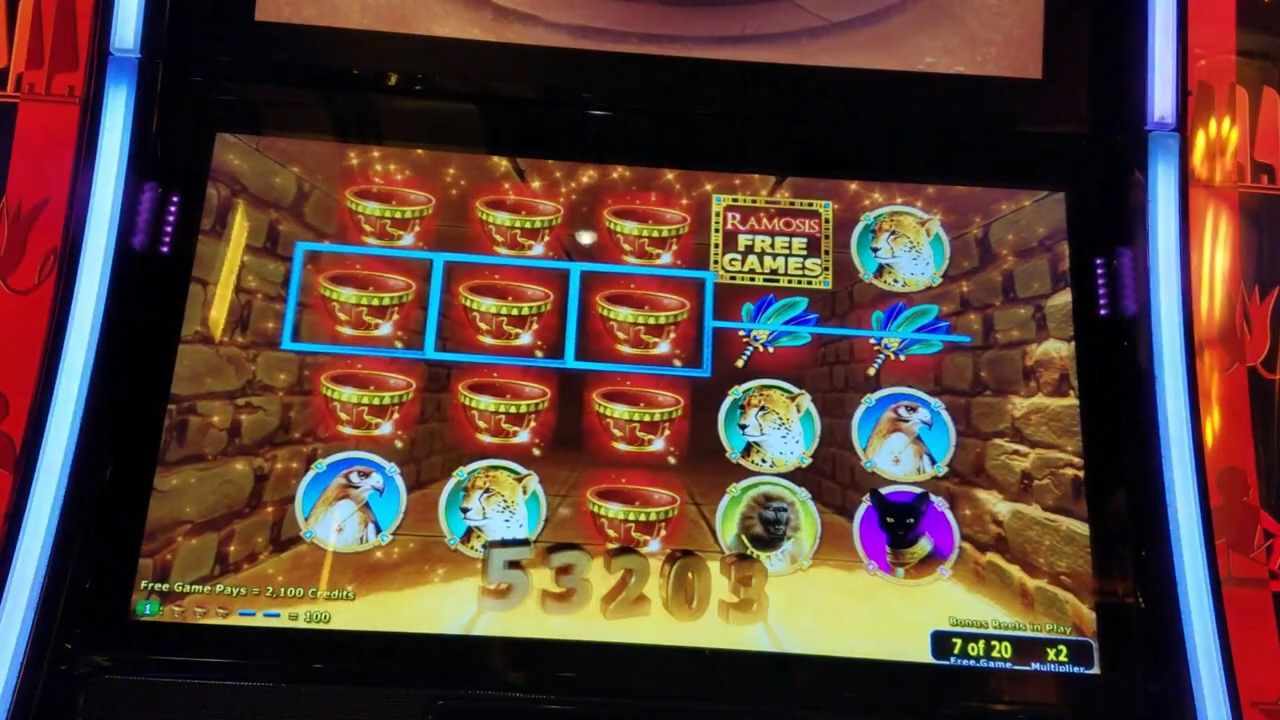 RAMOSIS
FREE
GAMES
53203
Free Game Pays = 2,100 Credits
1 : = 100
Bonus Reels in Play
7 of 20 x2
Free Game Multiplier